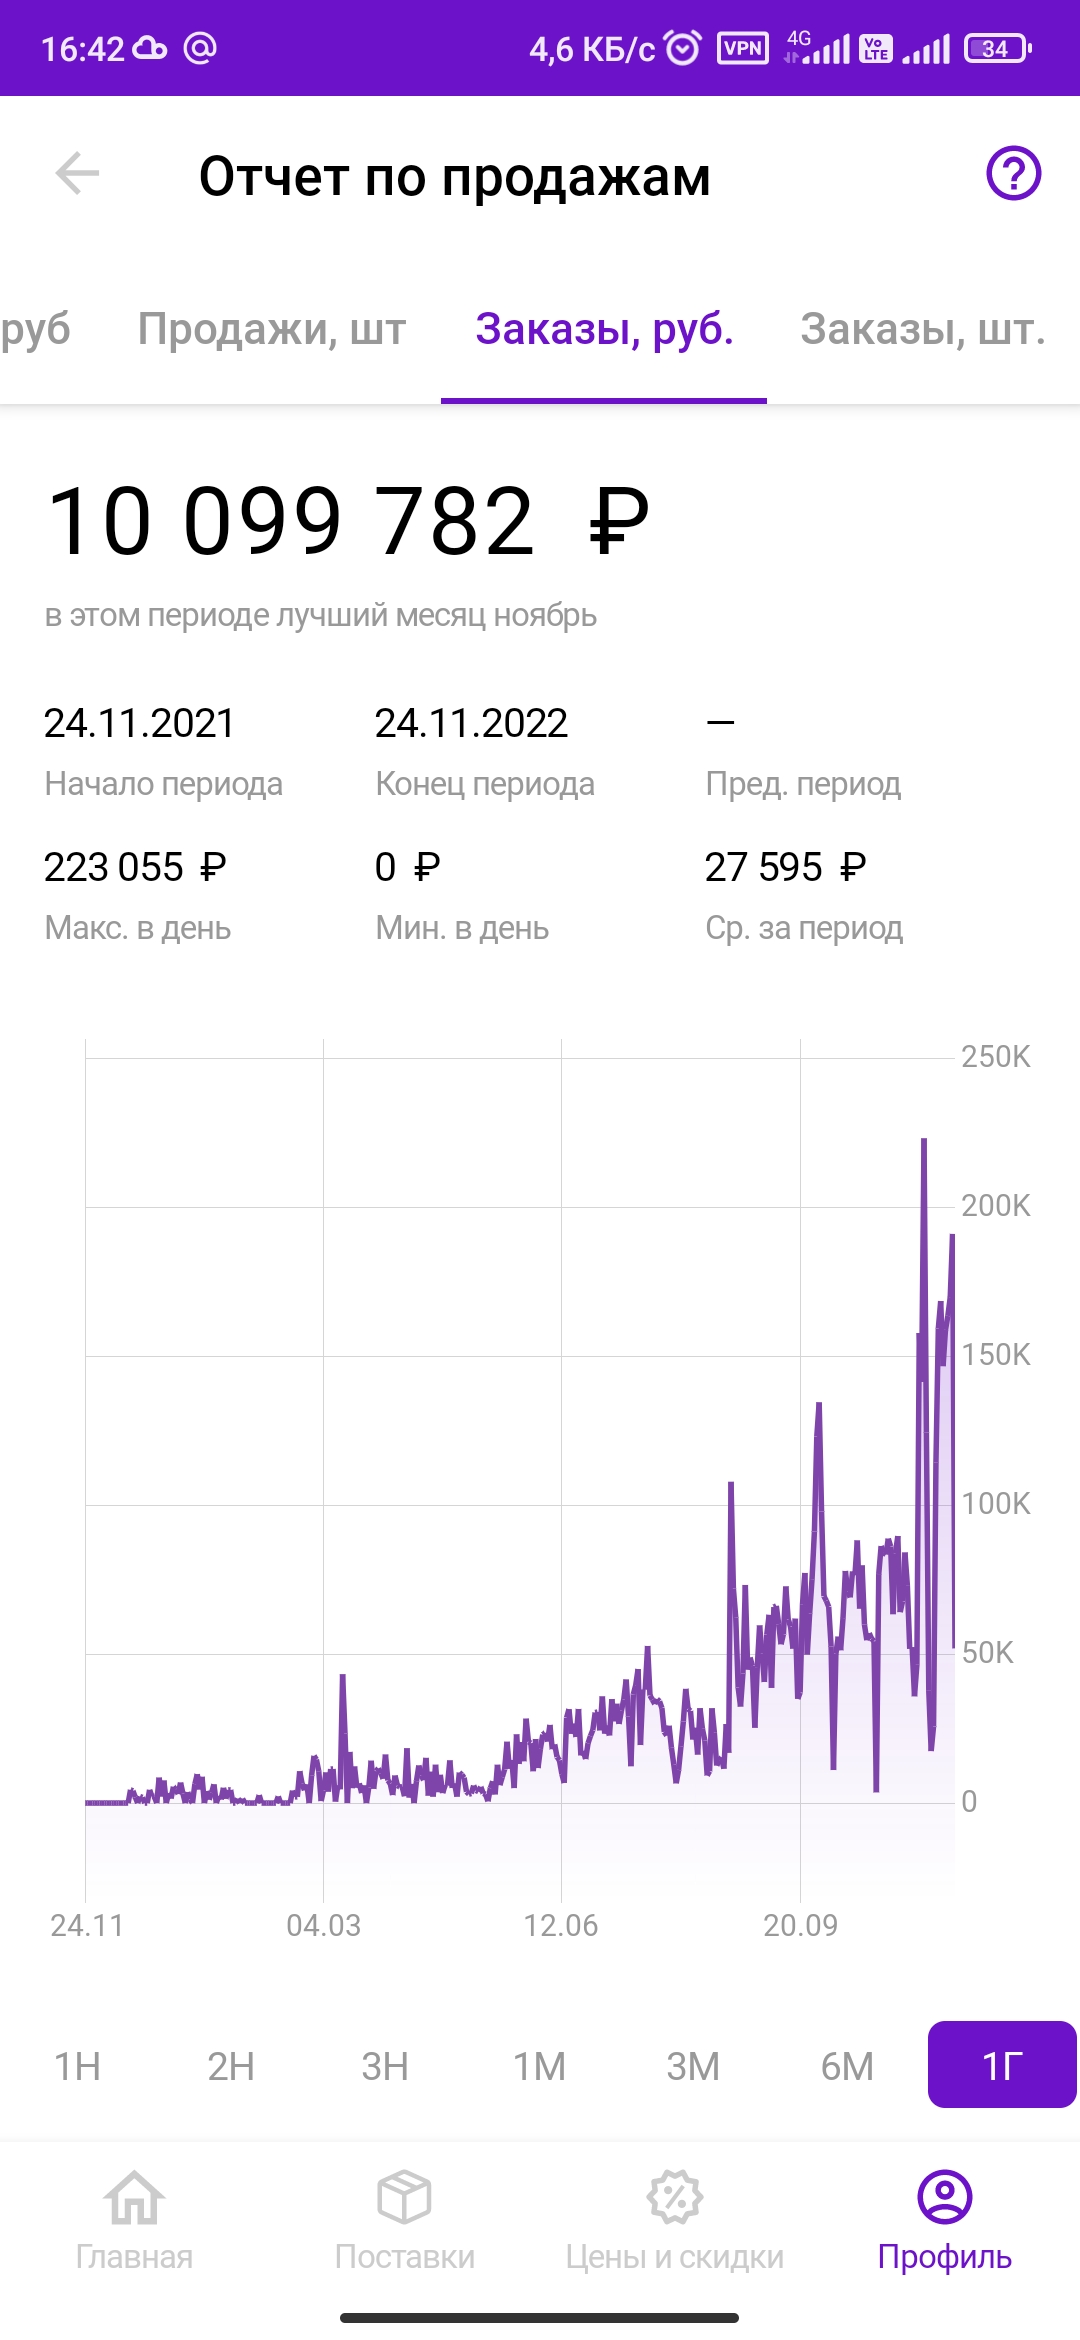 16:42 4,6 КБ/с VPN 4G Vo LTE 34
Отчет по продажам
руб Продажи, шт Заказы, руб. Заказы, шт.
10 099 782 ₽
в этом периоде лучший месяц ноябрь
24.11.2021 24.11.2022 —
Начало периода Конец периода Пред. период
223 055 ₽ 0 ₽ 27 595 ₽
Макс. в день Мин. в день Ср. за период
250K
200K
150K
100K
50K
0
24.11 04.03 12.06 20.09
1Н 2Н 3Н 1М 3М 6М 1Г
Главная Поставки Цены и скидки Профиль